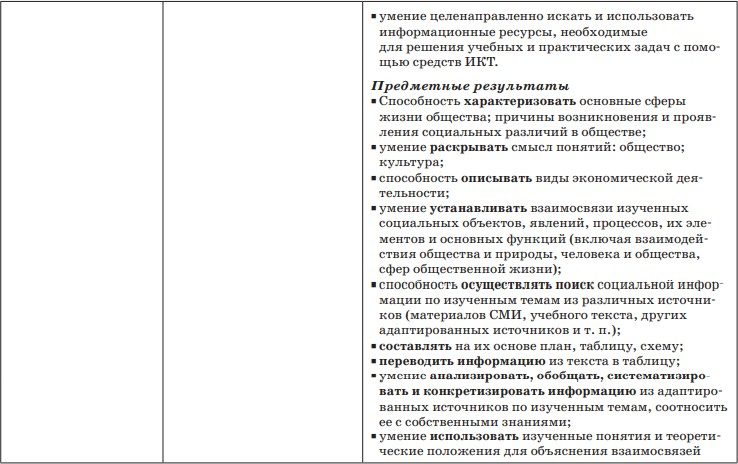 ▪ умение целенаправленно искать и использовать
информационные ресурсы, необходимые
для решения учебных и практических задач с помо-
щью средств ИКТ.
Предметные результаты
▪ Способность характеризовать основные сферы
жизни общества; причины возникновения и прояв-
ления социальных различий в обществе;
▪ умение раскрывать смысл понятий: общество;
культура;
▪ способность описывать виды экономической дея-
тельности;
▪ умение устанавливать взаимосвязи изученных
социальных объектов, явлений, процессов, их эле-
ментов и основных функций (включая взаимодей-
ствия общества и природы, человека и общества,
сфер общественной жизни);
▪ способность осуществлять поиск социальной инфор-
мации по изученным темам из различных источни-
ков (материалов СМИ, учебного текста, других
адаптированных источников и т. п.);
▪ составлять на их основе план, таблицу, схему;
▪ переводить информацию из текста в таблицу;
▪ умение анализировать, обобщать, систематизиро-
вать и конкретизировать информацию из адаптиро-
ванных источников по изученным темам, соотносить
ее с собственными знаниями;
▪ умение использовать изученные понятия и теорети-
ческие положения для объяснения взаимосвязей